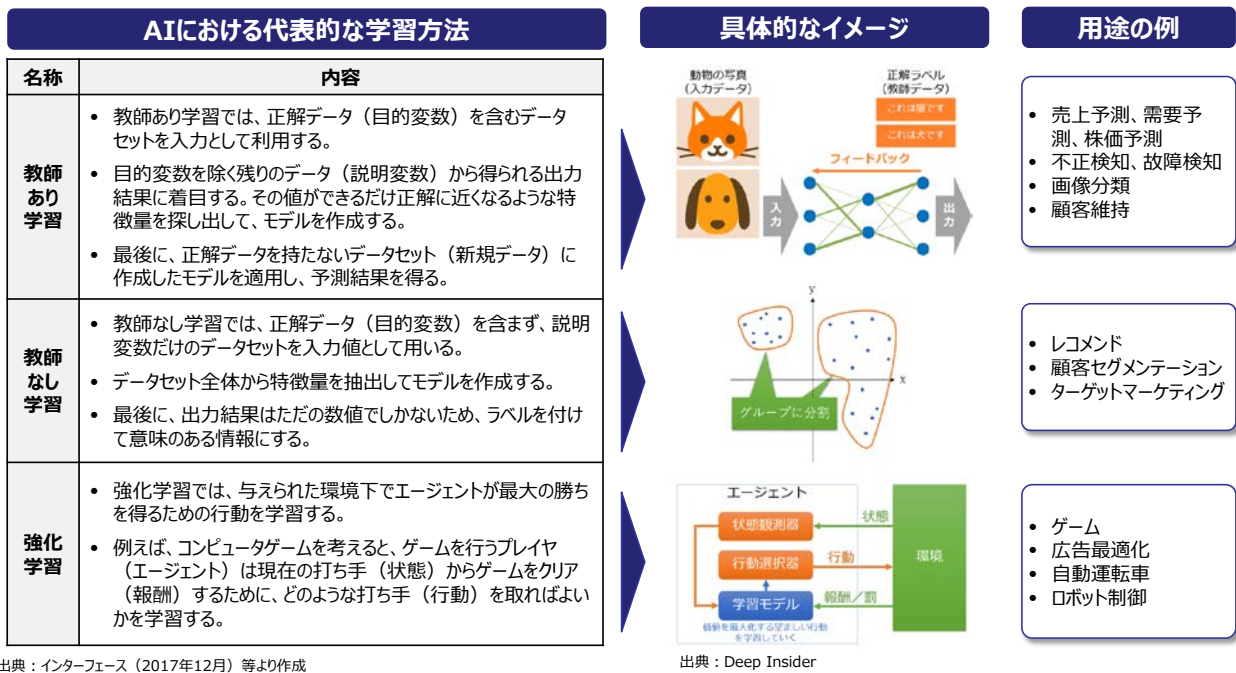 AIにおける代表的な学習方法
具体的なイメージ
用途の例
名称
内容
教師
あり
学習
• 教師あり学習では、正解データ（目的変数）を含むデータ
セットを入力として利用する。
• 目的変数を除く残りのデータ（説明変数）から得られる出力
結果に着目する。その値ができるだけ正解に近くなるような特
徴量を探し出して、モデルを作成する。
• 最後に、正解データを持たないデータセット（新規データ）に
作成したモデルを適用し、予測結果を得る。
動物の写真
（入力データ）
正解ラベル
（教師データ）
これは猫です
これは犬です
フィードバック
入力
出力
• 売上予測、需要予
測、株価予測
• 不正検知、故障検知
• 画像分類
• 顧客維持
教師
なし
学習
• 教師なし学習では、正解データ（目的変数）を含まず、説明
変数だけのデータセットを入力値として用いる。
• データセット全体から特徴量を抽出してモデルを作成する。
• 最後に、出力結果はただの数値でしかないため、ラベルを付け
て意味のある情報にする。
y
x
グループに分割
• レコメンド
• 顧客セグメンテーション
• ターゲットマーケティング
強化
学習
• 強化学習では、与えられた環境下でエージェントが最大の勝ち
を得るための行動を学習する。
• 例えば、コンピュータゲームを考えると、ゲームを行うプレイヤ
（エージェント）は現在の打ち手（状態）からゲームをクリア
（報酬）するために、どのような打ち手（行動）を取ればよい
かを学習する。
エージェント
状態観測器
状態
行動選択器
行動
環境
学習モデル
報酬／罰
価値を最大化する望ましい行動
を学習していく
• ゲーム
• 広告最適化
• 自動運転車
• ロボット制御
出典：インターフェース（2017年12月）等より作成
出典：Deep Insider